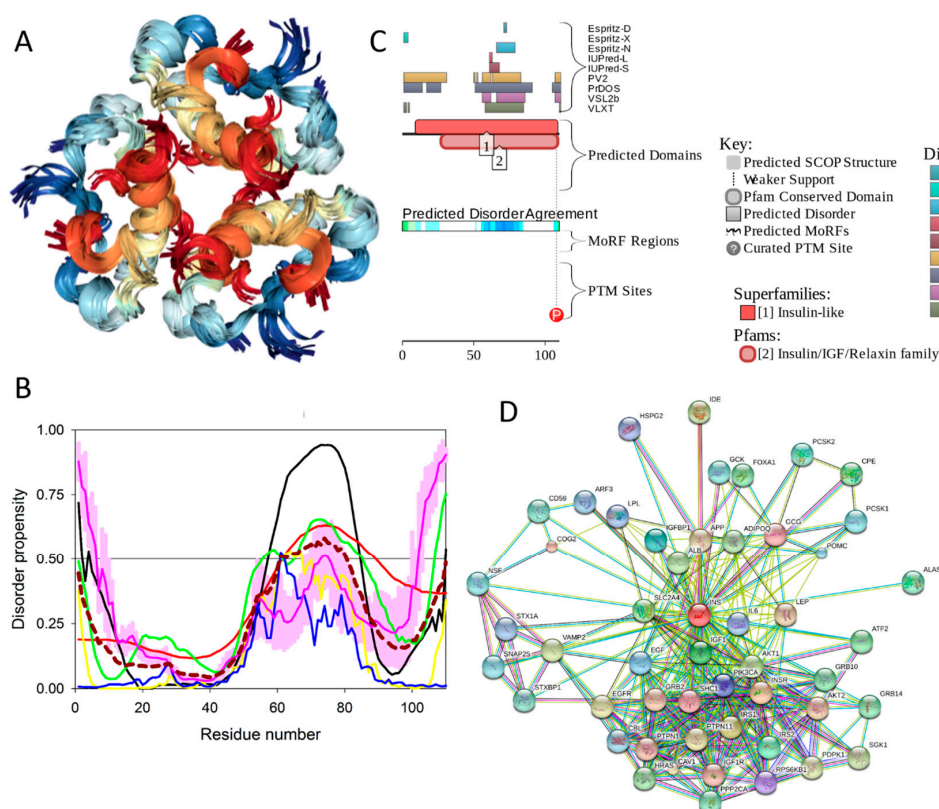 A
C
Espritz-D
Espritz-X
Espritz-N
IUPred-L
IUPred-S
PV2
PrDOS
VSL2b
VLXT
1
2
Predicted Domains
Predicted Disorder Agreement
MoRF Regions
PTM Sites
P
0 50 100
Key:
Predicted SCOP Structure
Weaker Support
Pfam Conserved Domain
Predicted Disorder
Predicted MoRFs
? Curated PTM Site
Di
Superfamilies:
[1] Insulin-like
Pfams:
[2] Insulin/IGF/Relaxin family
B
1.00
0.75
0.50
0.25
0.00
Disorder propensity
0 20 40 60 80 100
Residue number
D
IDE
HSPG2
PCSK2
GCK
FOXA1
CPE
CD59
ARF3
LPL
PCSK1
IGFBP1
APP
ADIPOQ
GCG
COG2
ALB
POMC
NSF
ALAS
SLC2A4
INS
IL6
LEP
STX1A
VAMP2
IGF1
ATF2
SNAP25
EGF
AKT1
GRB10
STXBP1
PIK3CA
INSR
EGFR
GRB2
SHC1
AKT2
GRB14
IRS1
CBL
PTPN1
PTPN11
IRS2
SGK1
HRAS
CAV1
IGF1R
RPS6KB1
PDPK1
PPP2CA